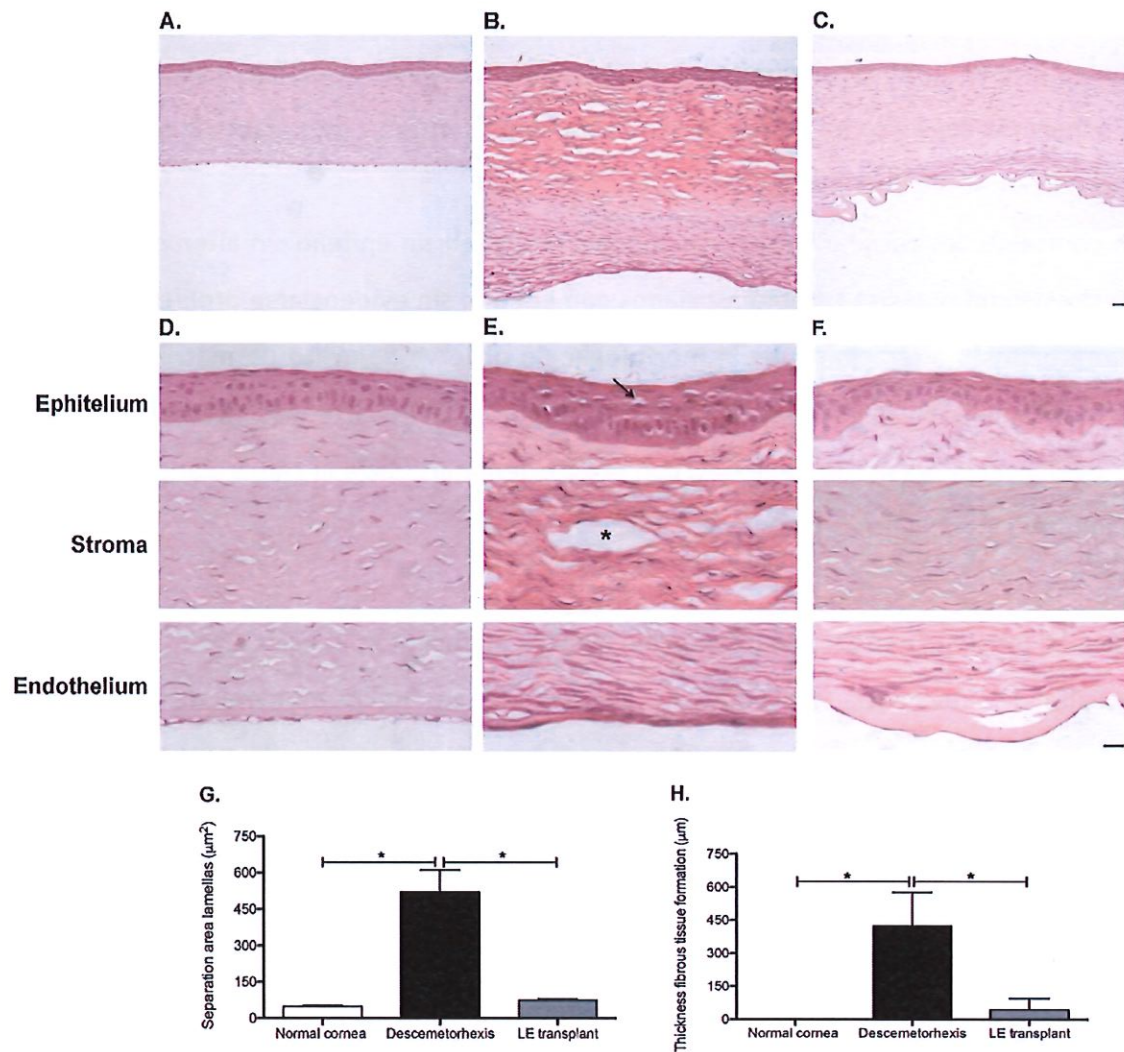 A.
B.
C.
D.
E.
F.
Ephitelium
Stroma
*
Endothelium
G.
Separation area lamellas (µm²)
750
600
450
300
150
0
*
*
Normal cornea
Descemetorhexis
LE transplant
H.
Thickness fibrous tissue formation (µm)
750
600
450
300
150
0
*
*
Normal cornea
Descemetorhexis
LE transplant